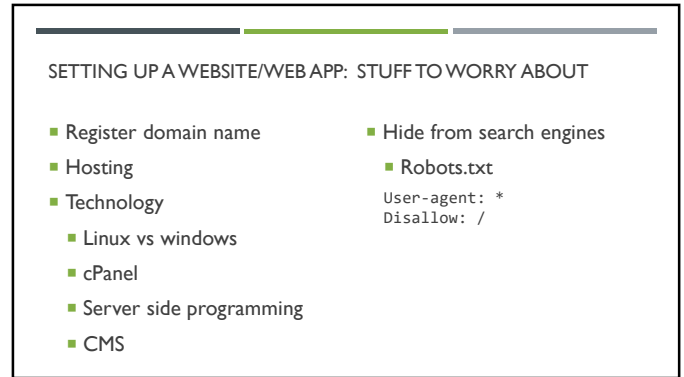 SETTING UP A WEBSITE/WEB APP: STUFF TO WORRY ABOUT
Register domain name
Hosting
Technology
Linux vs windows
cPanel
Server side programming
CMS
Hide from search engines
Robots.txt
User-agent: *
Disallow: /